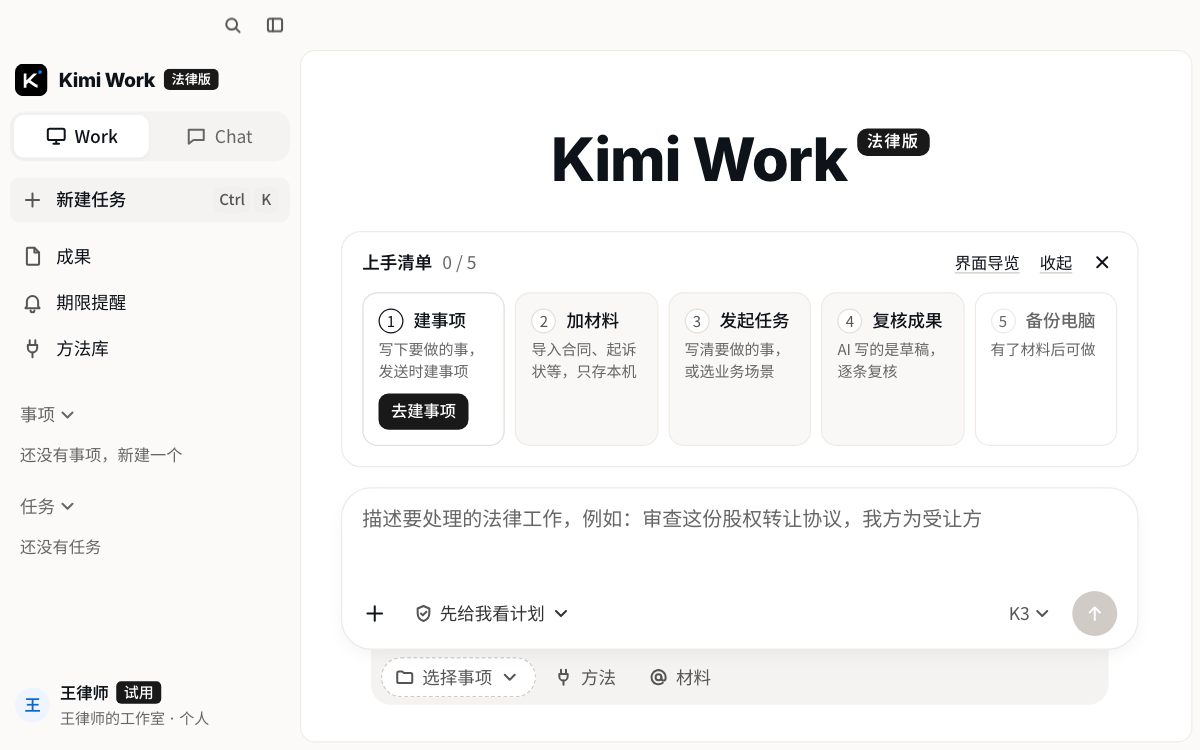 Kimi Work 法律版
Work Chat
新建任务 Ctrl K
成果
期限提醒
方法库
事项
还没有事项，新建一个
任务
还没有任务
王 王律师 试用
王律师的工作室 · 个人
Kimi Work 法律版
上手清单 0 / 5 界面导览 收起
1 建事项
写下要做的事，
发送时建事项
去建事项
2 加材料
导入合同、起诉
状等，只存本机
3 发起任务
写清要做的事，
或选业务场景
4 复核成果
AI 写的是草稿，
逐条复核
5 备份电脑
有了材料后可做
描述要处理的法律工作，例如：审查这份股权转让协议，我方为受让方
先给我看计划 K3
选择事项 方法 材料